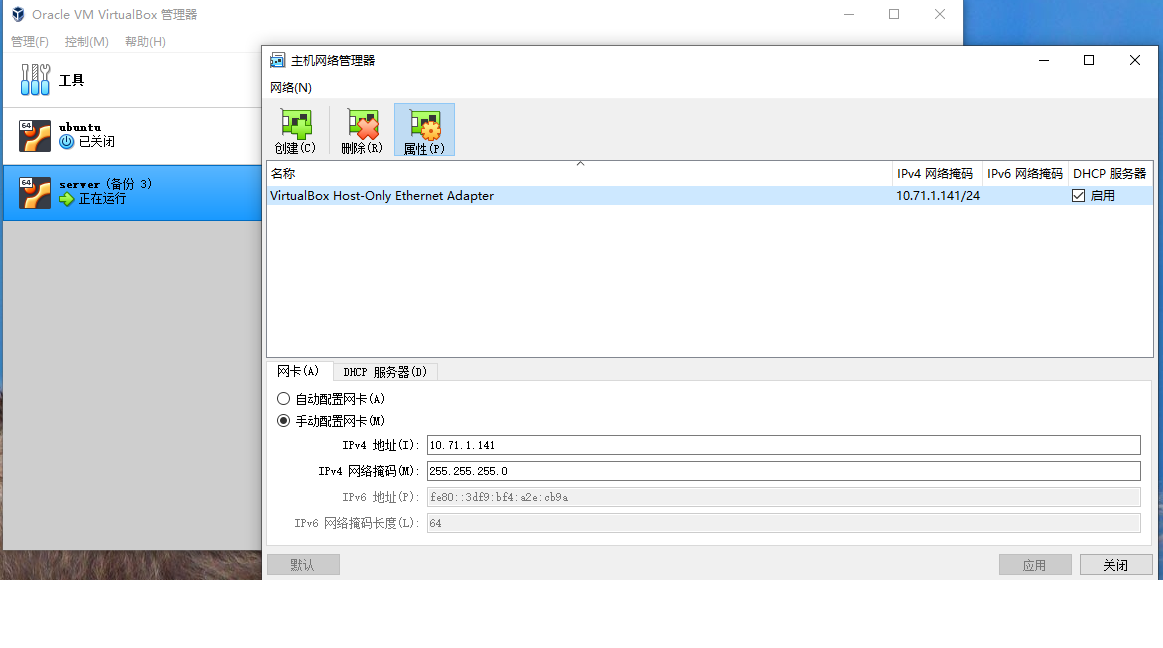 Oracle VM VirtualBox 管理器
管理(F) 控制(M) 帮助(H)
工具
64
ubuntu
已关闭
64
server (备份 3)
正在运行
主机网络管理器
网络(N)
创建(C) 删除(R) 属性(P)
名称 IPv4 网络掩码 IPv6 网络掩码 DHCP 服务器
VirtualBox Host-Only Ethernet Adapter 10.71.1.141/24 启用
网卡(A) DHCP 服务器(D)
自动配置网卡(A)
手动配置网卡(M)
IPv4 地址(I): 10.71.1.141
IPv4 网络掩码(M): 255.255.255.0
IPv6 地址(P): fe80::3df9:bf4:a2e:cb9a
IPv6 网络掩码长度(L): 64
默认 应用 关闭